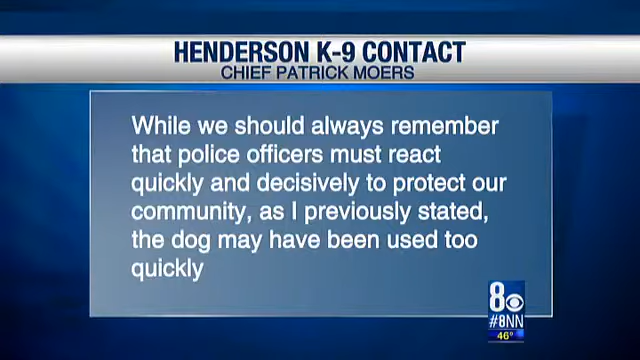 HENDERSON K-9 CONTACT
CHIEF PATRICK MOERS
While we should always remember
that police officers must react
quickly and decisively to protect our
community, as I previously stated,
the dog may have been used too
quickly
8
#8NN
46°